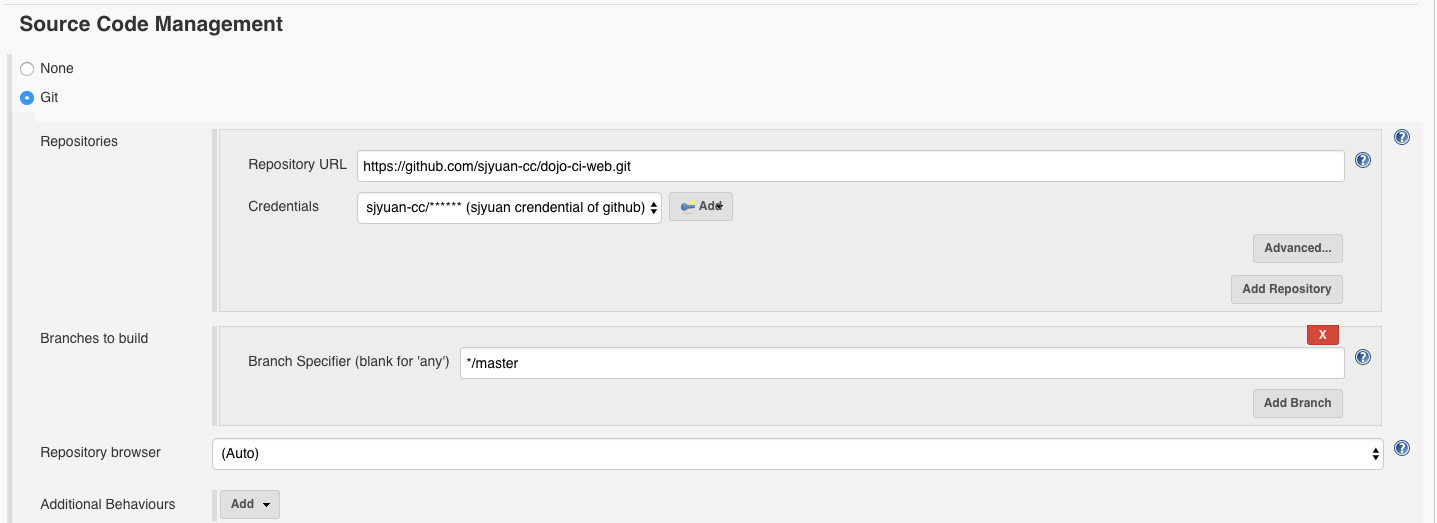 Source Code Management
None
Git
Repositories
Repository URL https://github.com/sjyuan-cc/dojo-ci-web.git
Credentials sjyuan-cc/****** (sjyuan crendential of github) Add
Advanced...
Add Repository
Branches to build
X
Branch Specifier (blank for 'any') */master
Add Branch
Repository browser (Auto)
Additional Behaviours Add